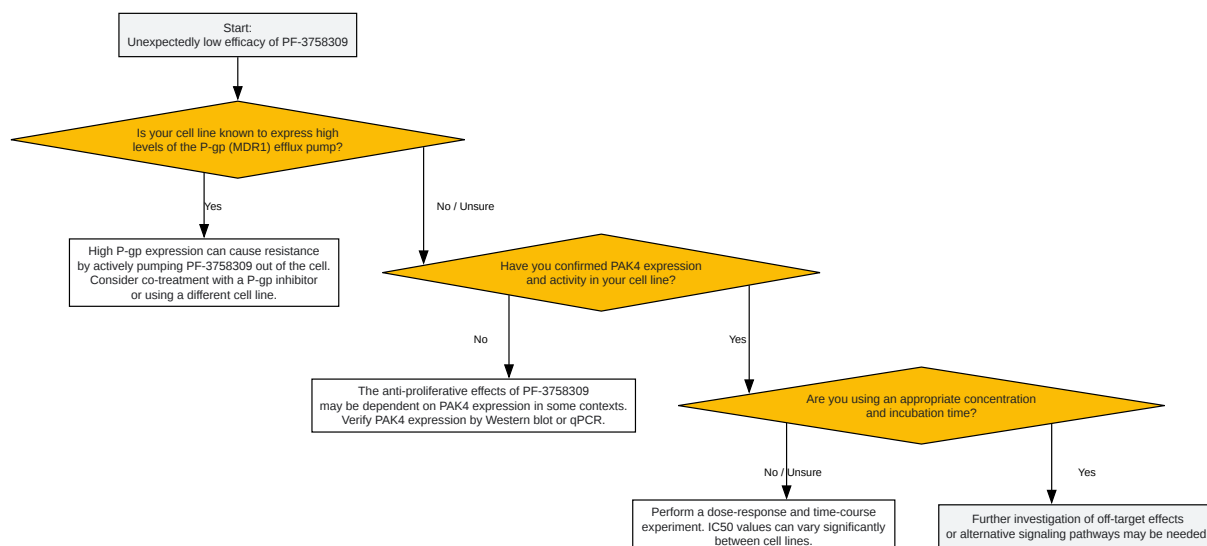 Start:
Unexpectedly low efficacy of PF-3758309
Is your cell line known to express high
levels of the P-gp (MDR1) efflux pump?
Yes
No / Unsure
High P-gp expression can cause resistance
by actively pumping PF-3758309 out of the cell.
Consider co-treatment with a P-gp inhibitor
or using a different cell line.
Have you confirmed PAK4 expression
and activity in your cell line?
No
Yes
The anti-proliferative effects of PF-3758309
may be dependent on PAK4 expression in some contexts.
Verify PAK4 expression by Western blot or qPCR.
Are you using an appropriate concentration
and incubation time?
No / Unsure
Yes
Perform a dose-response and time-course
experiment. IC50 values can vary significantly
between cell lines.
Further investigation of off-target effects
or alternative signaling pathways may be needed